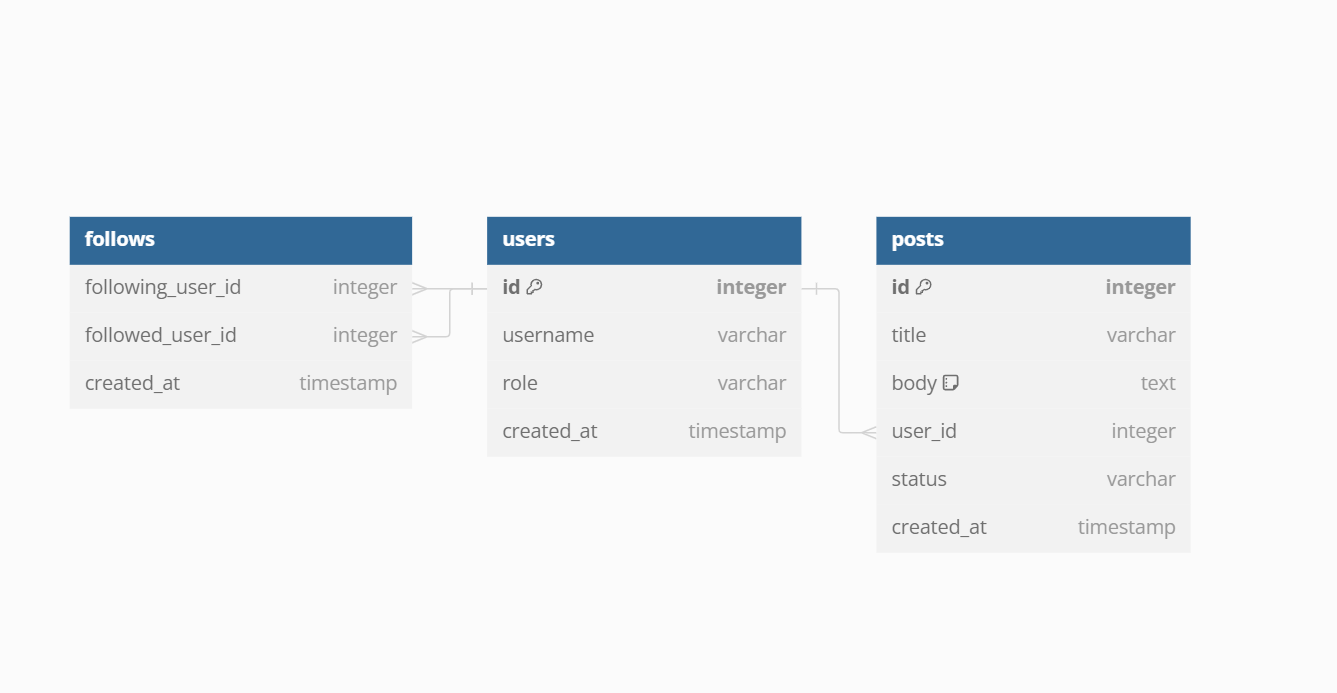 follows
following_user_id integer
followed_user_id integer
created_at timestamp
users
id integer
username varchar
role varchar
created_at timestamp
posts
id integer
title varchar
body text
user_id integer
status varchar
created_at timestamp